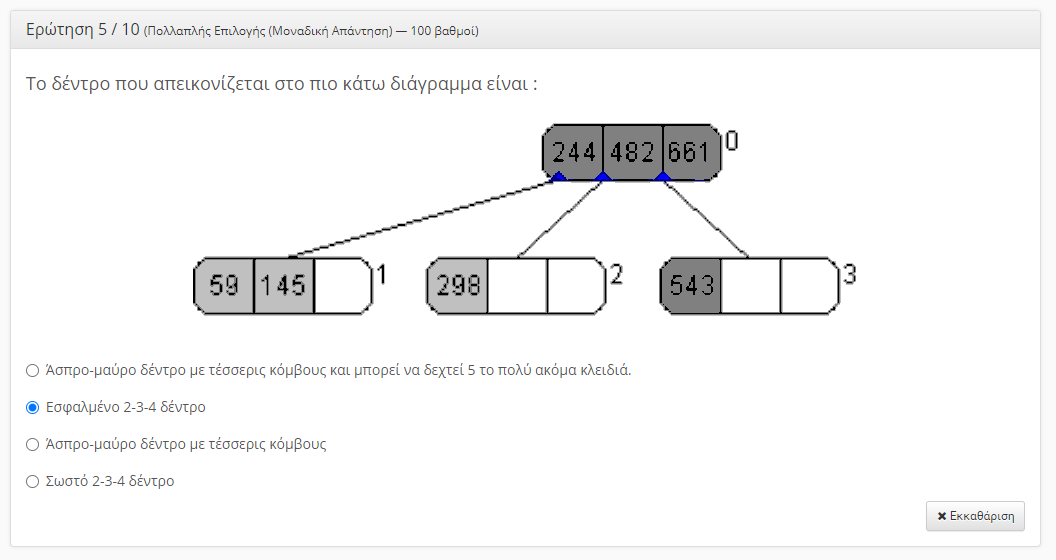 Ερώτηση 5 / 10 (Πολλαπλής Επιλογής (Μοναδική Απάντηση) — 100 βαθμοί)
Το δέντρο που απεικονίζεται στο πιο κάτω διάγραμμα είναι :
244 482 661 0
59 145 1 298 2 543 3
Άσπρο-μαύρο δέντρο με τέσσερις κόμβους και μπορεί να δεχτεί 5 το πολύ ακόμα κλειδιά.
Εσφαλμένο 2-3-4 δέντρο
Άσπρο-μαύρο δέντρο με τέσσερις κόμβους
Σωστό 2-3-4 δέντρο
✖ Εκκαθάριση